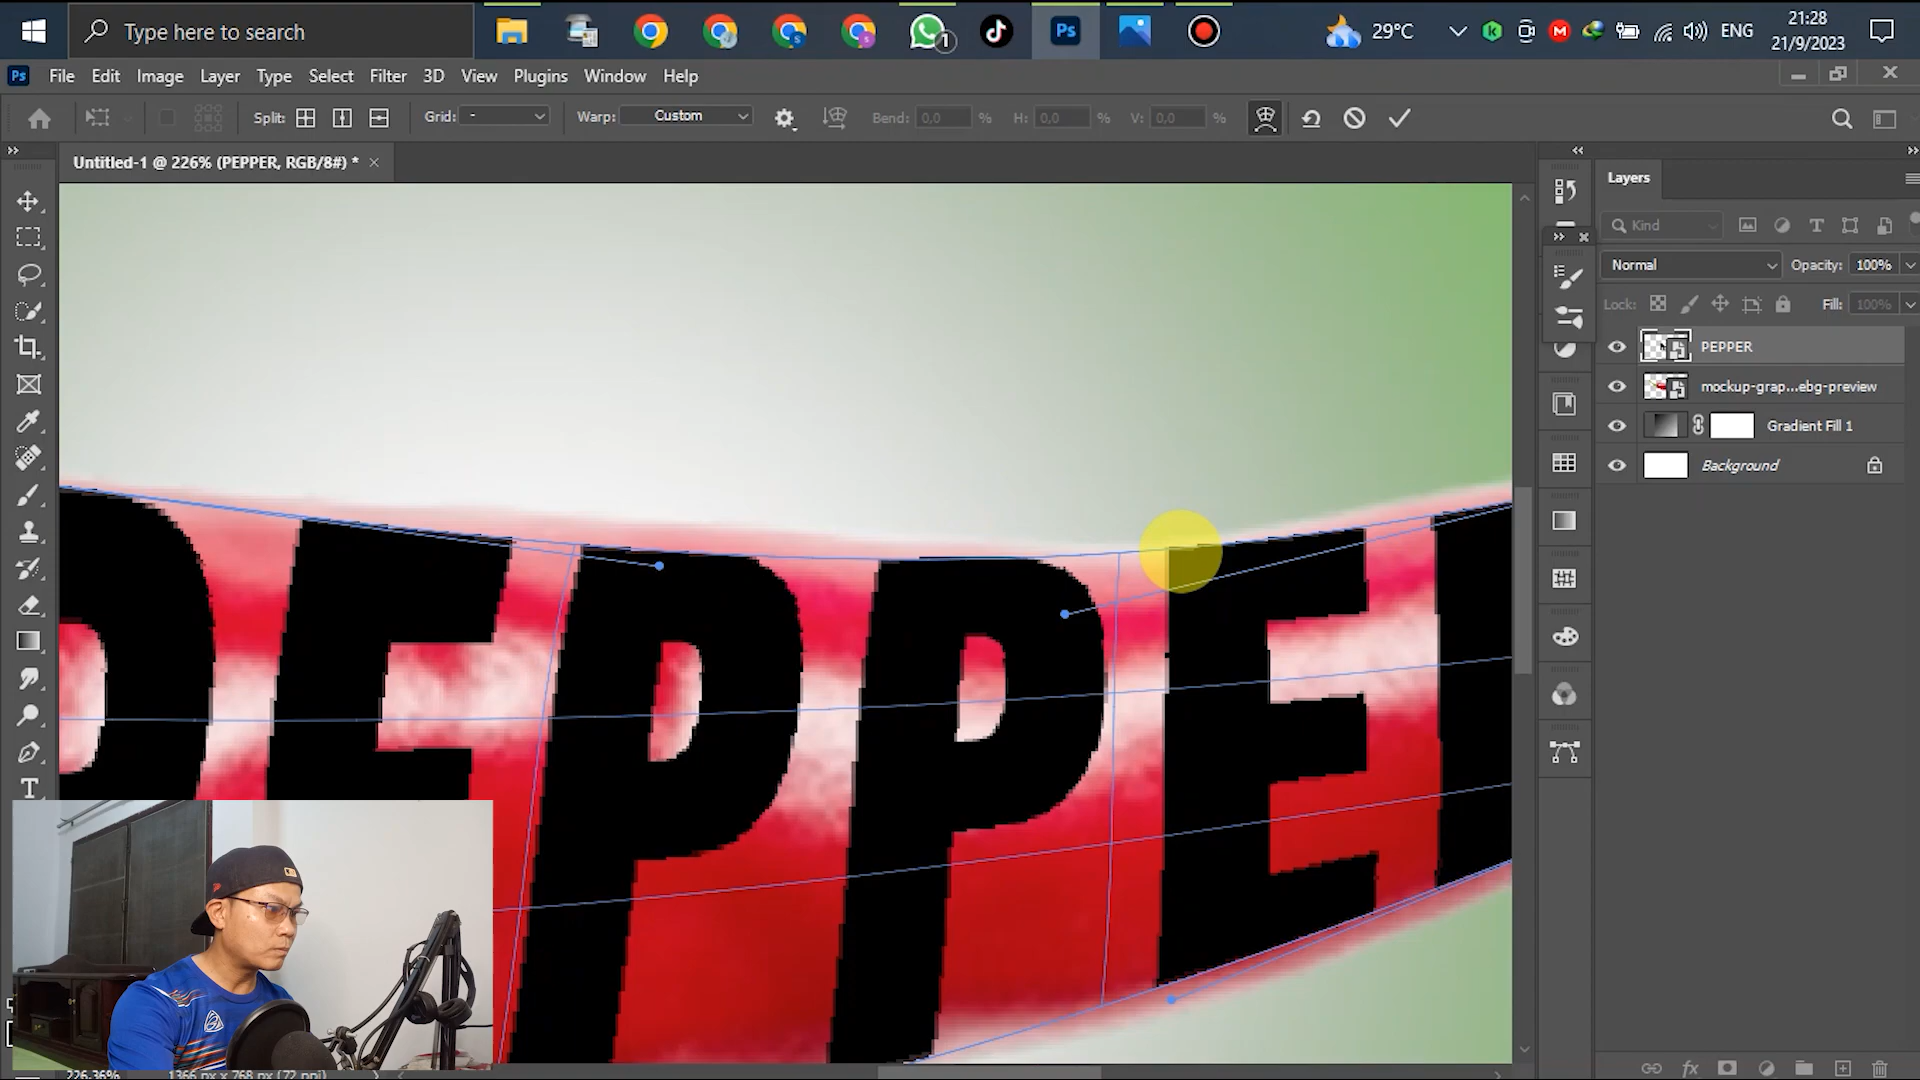 Type here to search
1
Ps
29°C
ENG
21:28
21/9/2023
Ps
File Edit Image Layer Type Select Filter 3D View Plugins Window Help
Split: Grid: - Warp: Custom Bend: 0,0 % H: 0,0 % V: 0,0 %
Untitled-1 @ 226% (PEPPER, RGB/8#) * ×
Layers
Kind
Normal Opacity: 100%
Lock: Fill: 100%
PEPPER
mockup-grap...ebg-preview
Gradient Fill 1
Background
PEPPE
226,36% 1366 px x 768 px (72 ppi)